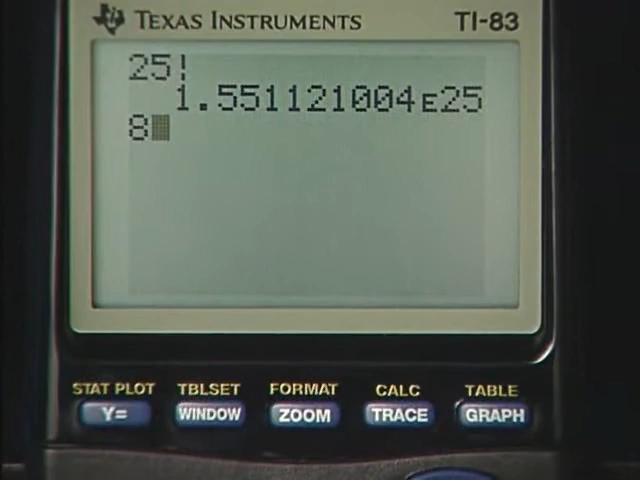 TEXAS INSTRUMENTS TI-83
25!
1.551121004E25
8
STAT PLOT TBLSET FORMAT CALC TABLE
Y= WINDOW ZOOM TRACE GRAPH